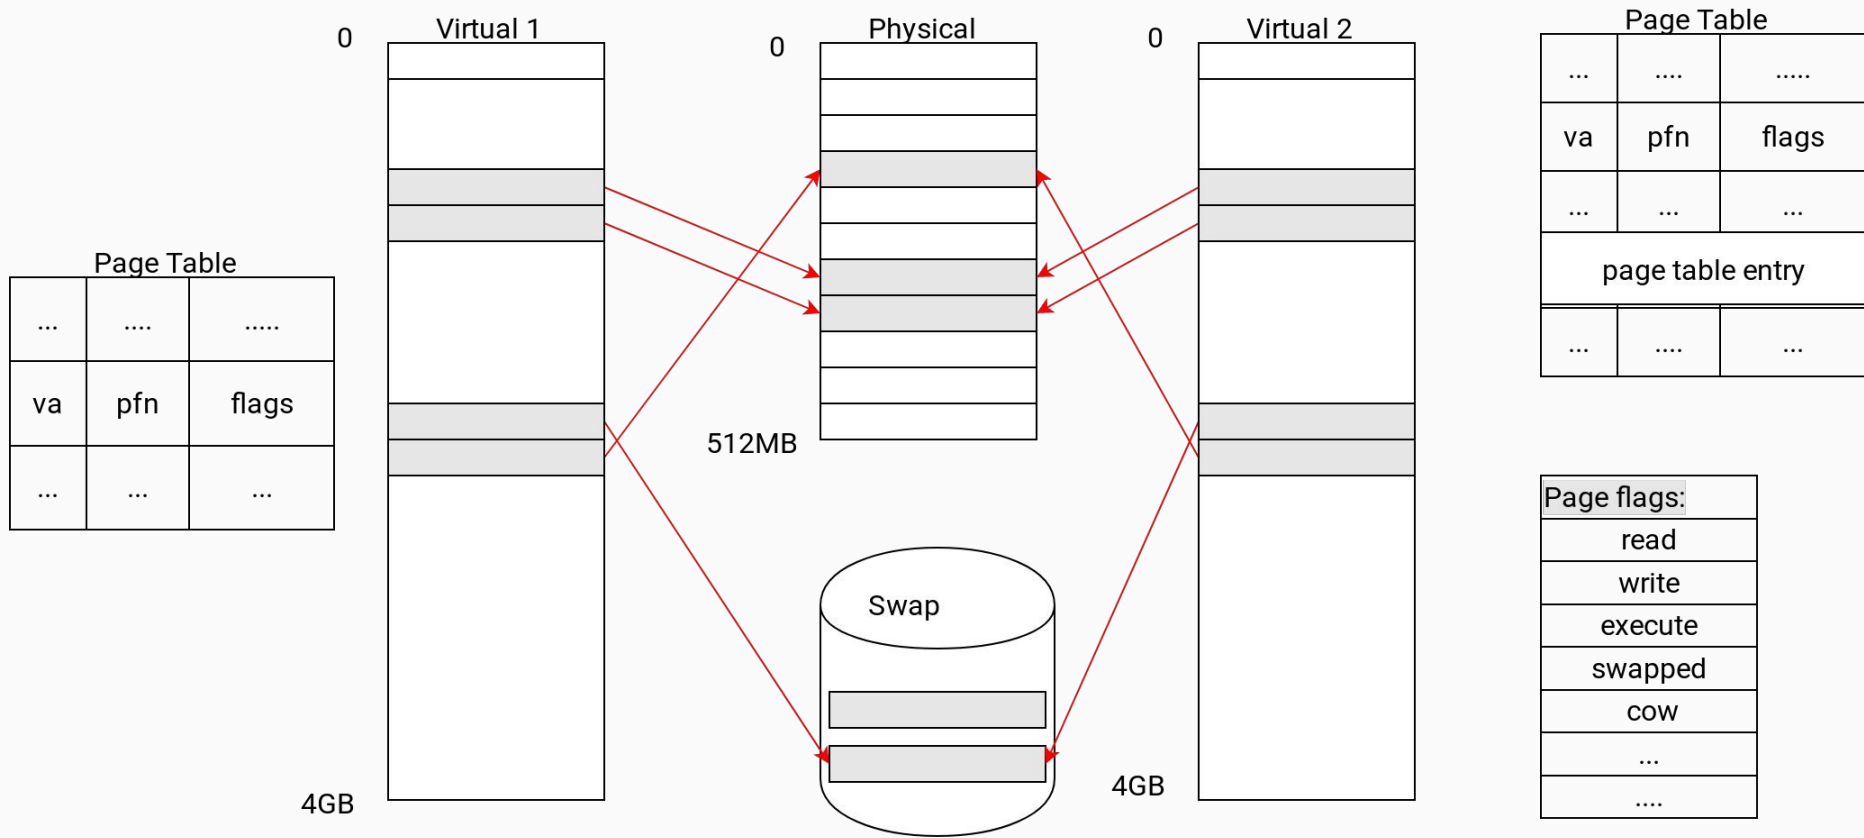 Virtual 1
0
4GB
Physical
0
512MB
Virtual 2
0
4GB
Page Table
... .... .....
va pfn flags
... ... ...
Swap
Page Table
... .... .....
va pfn flags
... ... ...
page table entry
... .... ...
Page flags:
read
write
execute
swapped
cow
...
....